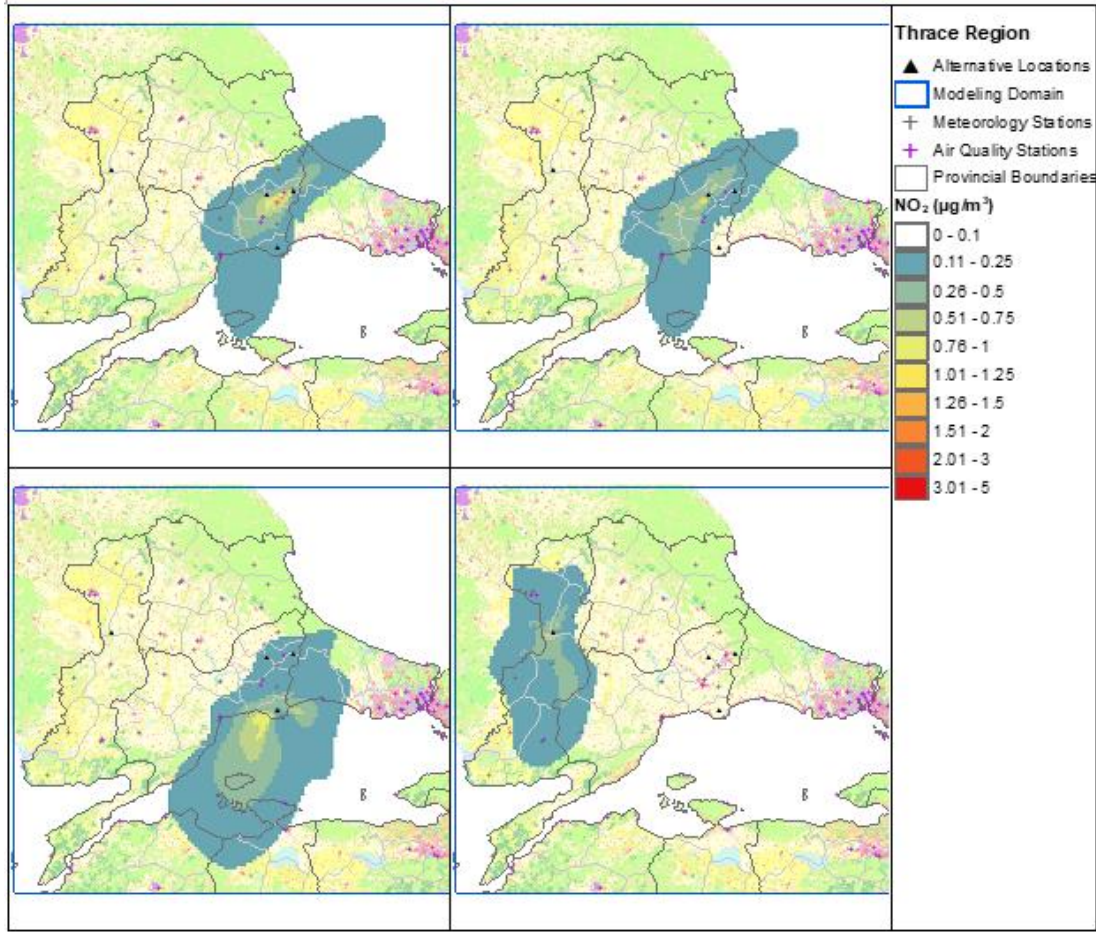 Thrace Region
Alternative Locations
Modeling Domain
Meteorology Stations
Air Quality Stations
Provincial Boundaries
NO₂ (µg/m³)
0 - 0.1
0.11 - 0.25
0.26 - 0.5
0.51 - 0.75
0.76 - 1
1.01 - 1.25
1.26 - 1.5
1.51 - 2
2.01 - 3
3.01 - 5